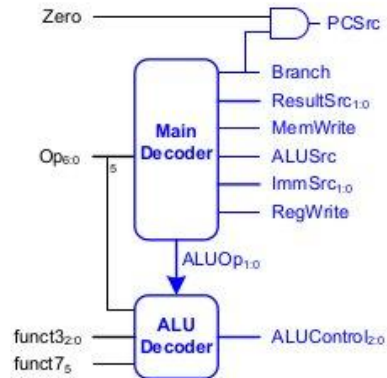 Zero
PCSrc
Branch
ResultSrc1:0
Main Decoder
MemWrite
Op6:0
5
ALUSrc
ImmSrc1:0
RegWrite
ALUOp1:0
ALU Decoder
funct32:0
ALUControl2:0
funct75